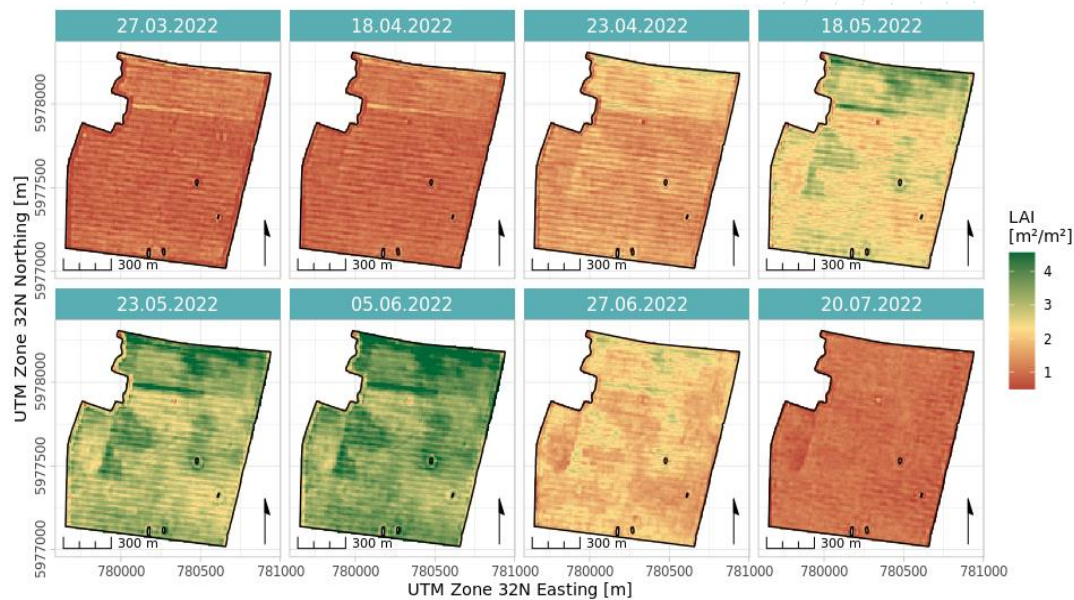 27.03.2022 18.04.2022 23.04.2022 18.05.2022
5978000
5977500
5977000
300 m 300 m 300 m 300 m
LAI
[m²/m²]
4
3
2
1
UTM Zone 32N Northing [m]
23.05.2022 05.06.2022 27.06.2022 20.07.2022
5978000
5977500
5977000
300 m 300 m 300 m 300 m
780000 780500 781000 780000 780500 781000 780000 780500 781000 780000 780500 781000
UTM Zone 32N Easting [m]